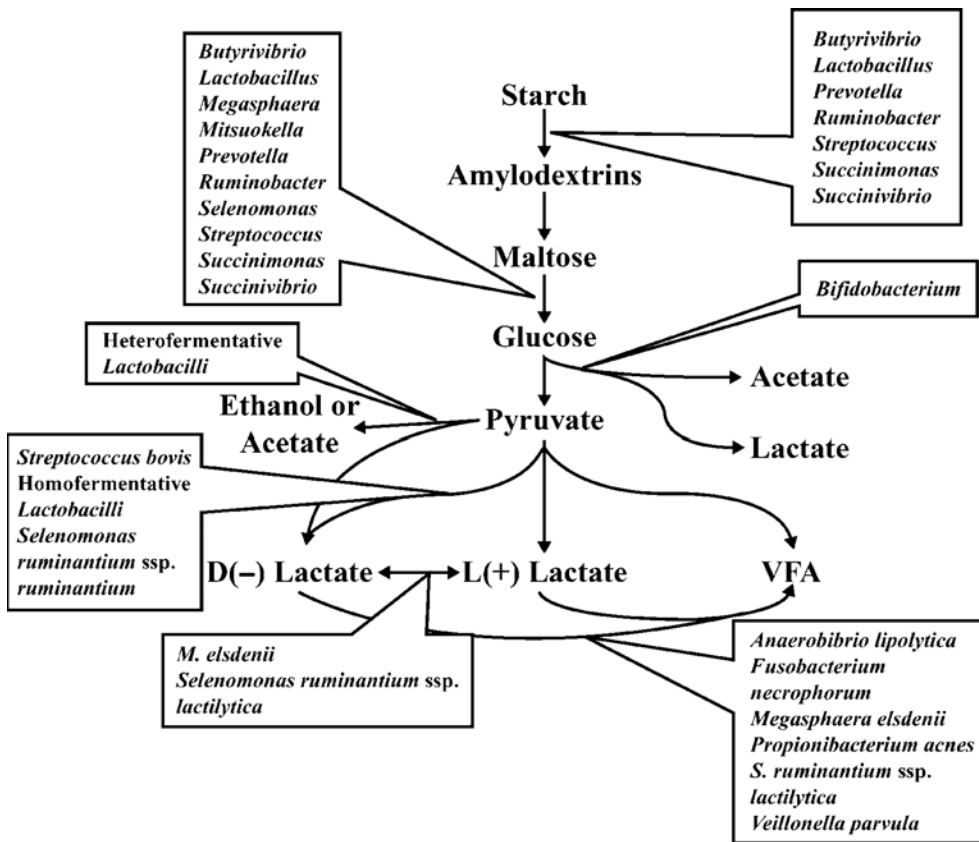 Butyrivibrio
Lactobacillus
Megasphaera
Mitsuokella
Prevotella
Ruminobacter
Selenomonas
Streptococcus
Succinimonas
Succinivibrio
Butyrivibrio
Lactobacillus
Prevotella
Ruminobacter
Streptococcus
Succinimonas
Succinivibrio
Starch
Amylodextrins
Maltose
Glucose
Bifidobacterium
Heterofermentative
Lactobacilli
Acetate
Ethanol or
Acetate
Pyruvate
Lactate
Streptococcus bovis
Homofermentative
Lactobacilli
Selenomonas
ruminantium ssp.
ruminantium
D(−) Lactate
L(+) Lactate
VFA
M. elsdenii
Selenomonas ruminantium ssp.
lactilytica
Anaerobibrio lipolytica
Fusobacterium
necrophorum
Megasphaera elsdenii
Propionibacterium acnes
S. ruminantium ssp.
lactilytica
Veillonella parvula